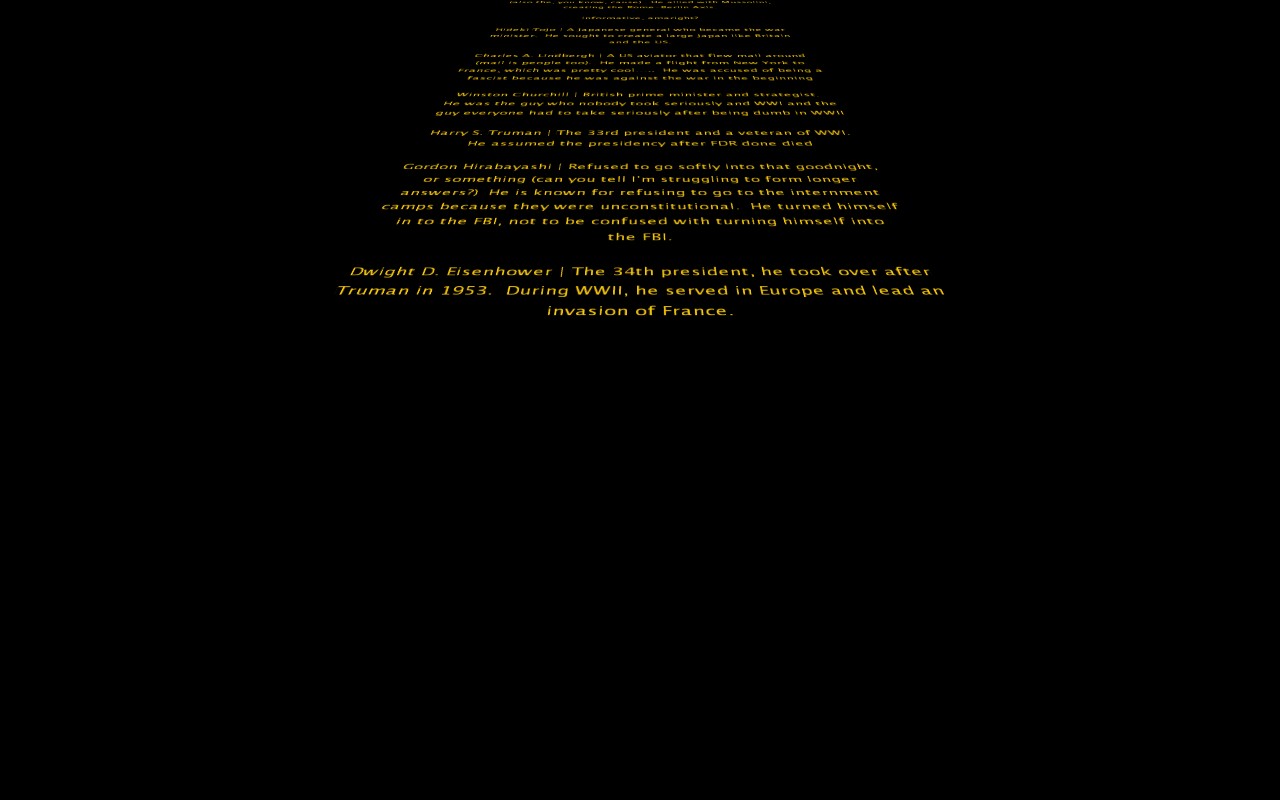 (also the, you know, cause).  He allied with Mussolini,
creating the Rome-Berlin Axis
Informative, amaright?
Hideki Tojo | A Japanese general who became the war
minister.  He sought to create a large Japan like Britain
and the US.
Charles A. Lindbergh | A US aviator that flew mail around
(mail is people too).  He made a flight from New York to
France, which was pretty cool  ...  He was accused of being a
fascist because he was against the war in the beginning
Winston Churchill | British prime minister and strategist.
He was the guy who nobody took seriously and WWI and the
guy everyone had to take seriously after being dumb in WWII
Harry S. Truman | The 33rd president and a veteran of WWI.
He assumed the presidency after FDR done died
Gordon Hirabayashi | Refused to go softly into that goodnight,
or something (can you tell I'm struggling to form longer
answers?)  He is known for refusing to go to the internment
camps because they were unconstitutional.  He turned himself
in to the FBI, not to be confused with turning himself into
the FBI.
Dwight D. Eisenhower | The 34th president, he took over after
Truman in 1953.  During WWII, he served in Europe and lead an
invasion of France.